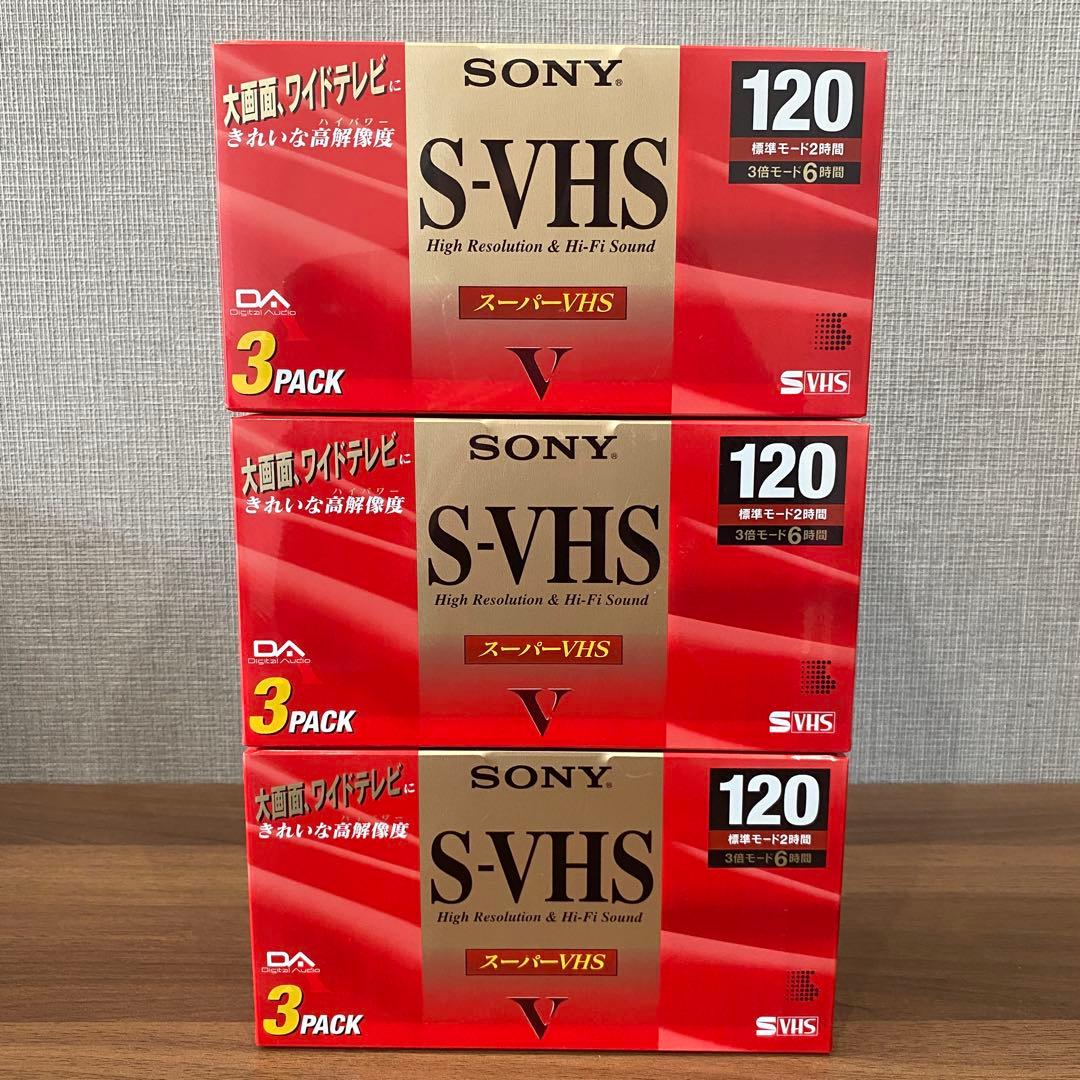 大画面、ワイドテレビに
ハイパワー
きれいな高解像度
SONY®
S-VHS
High Resolution & Hi-Fi Sound
スーパーVHS
V
120
標準モード2時間
3倍モード6時間
DA
Digital Audio
3PACK
S VHS
大画面、ワイドテレビに
ハイパワー
きれいな高解像度
SONY®
S-VHS
High Resolution & Hi-Fi Sound
スーパーVHS
V
120
標準モード2時間
3倍モード6時間
DA
Digital Audio
3PACK
S VHS
大画面、ワイドテレビに
ハイパワー
きれいな高解像度
SONY®
S-VHS
High Resolution & Hi-Fi Sound
スーパーVHS
V
120
標準モード2時間
3倍モード6時間
DA
Digital Audio
3PACK
S VHS